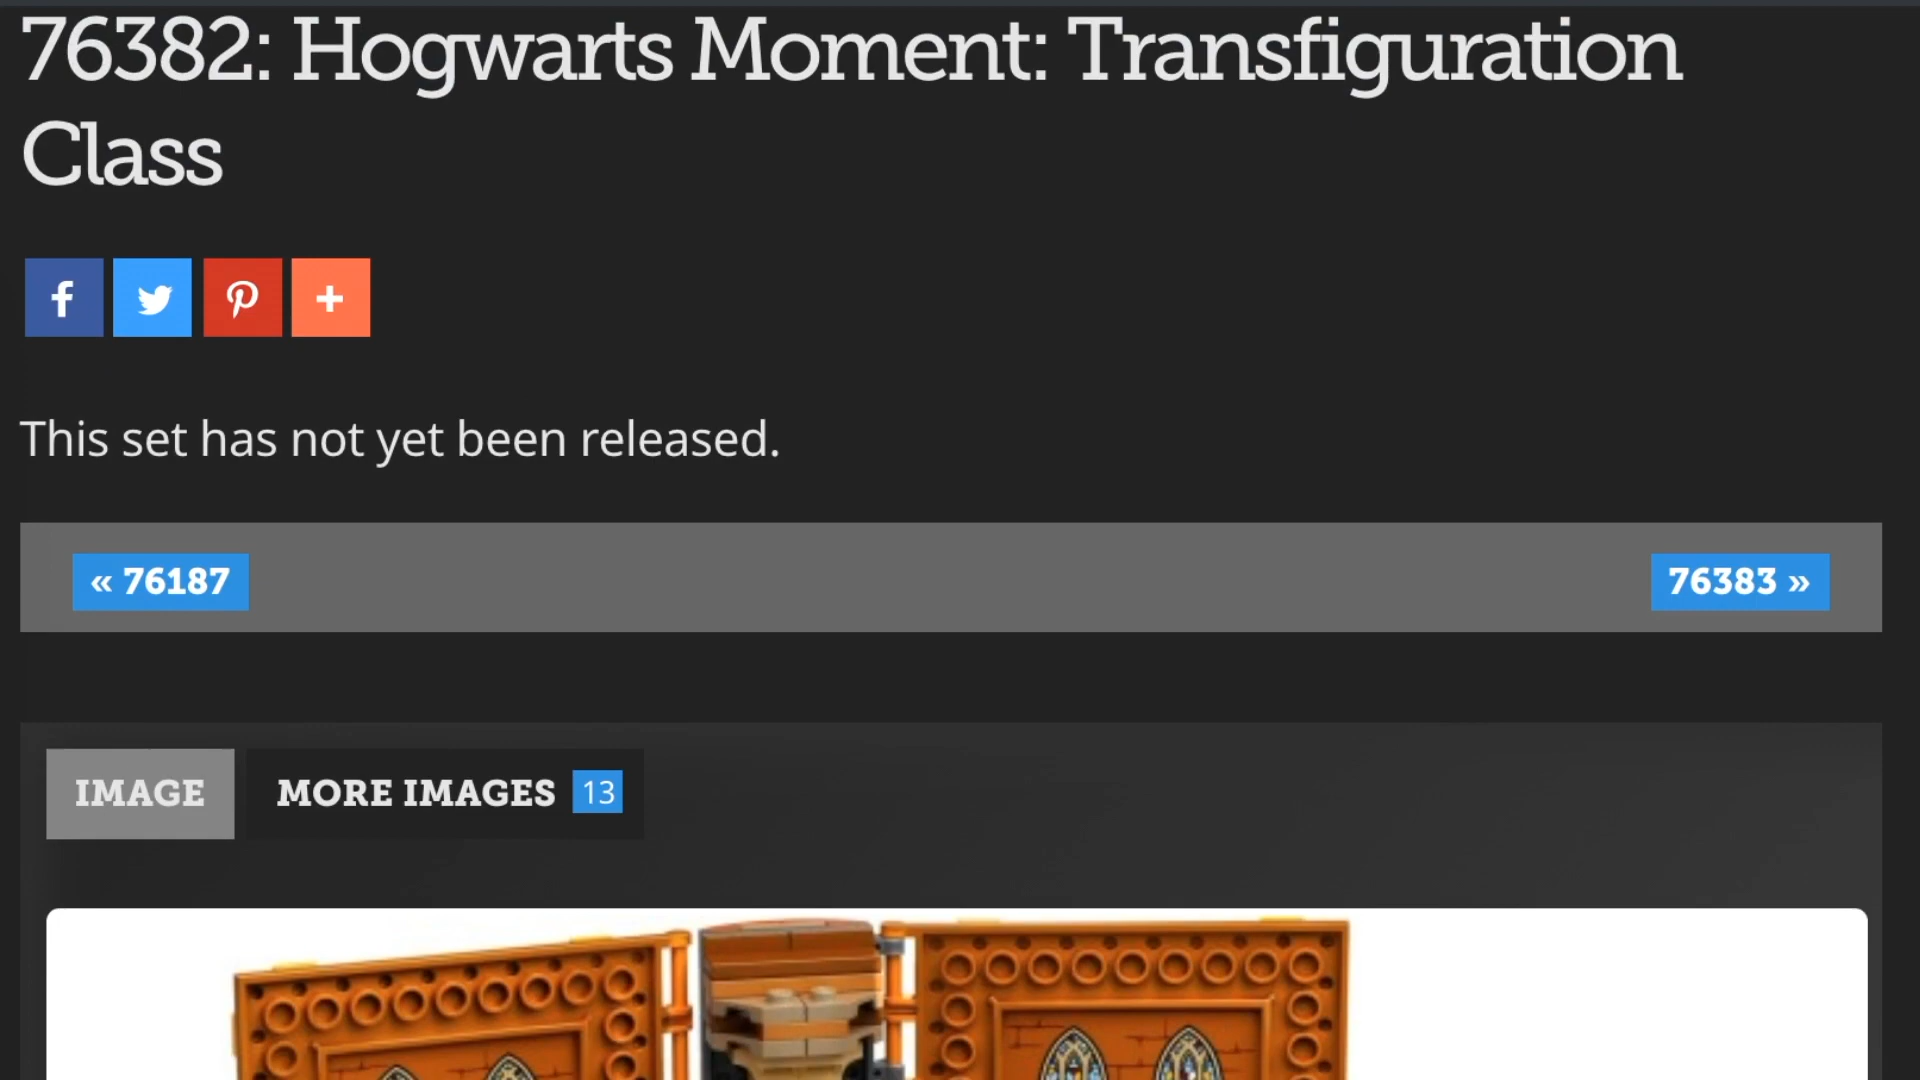 76382: Hogwarts Moment: Transfiguration
Class
This set has not yet been released.
« 76187
76383 »
IMAGE
MORE IMAGES 13